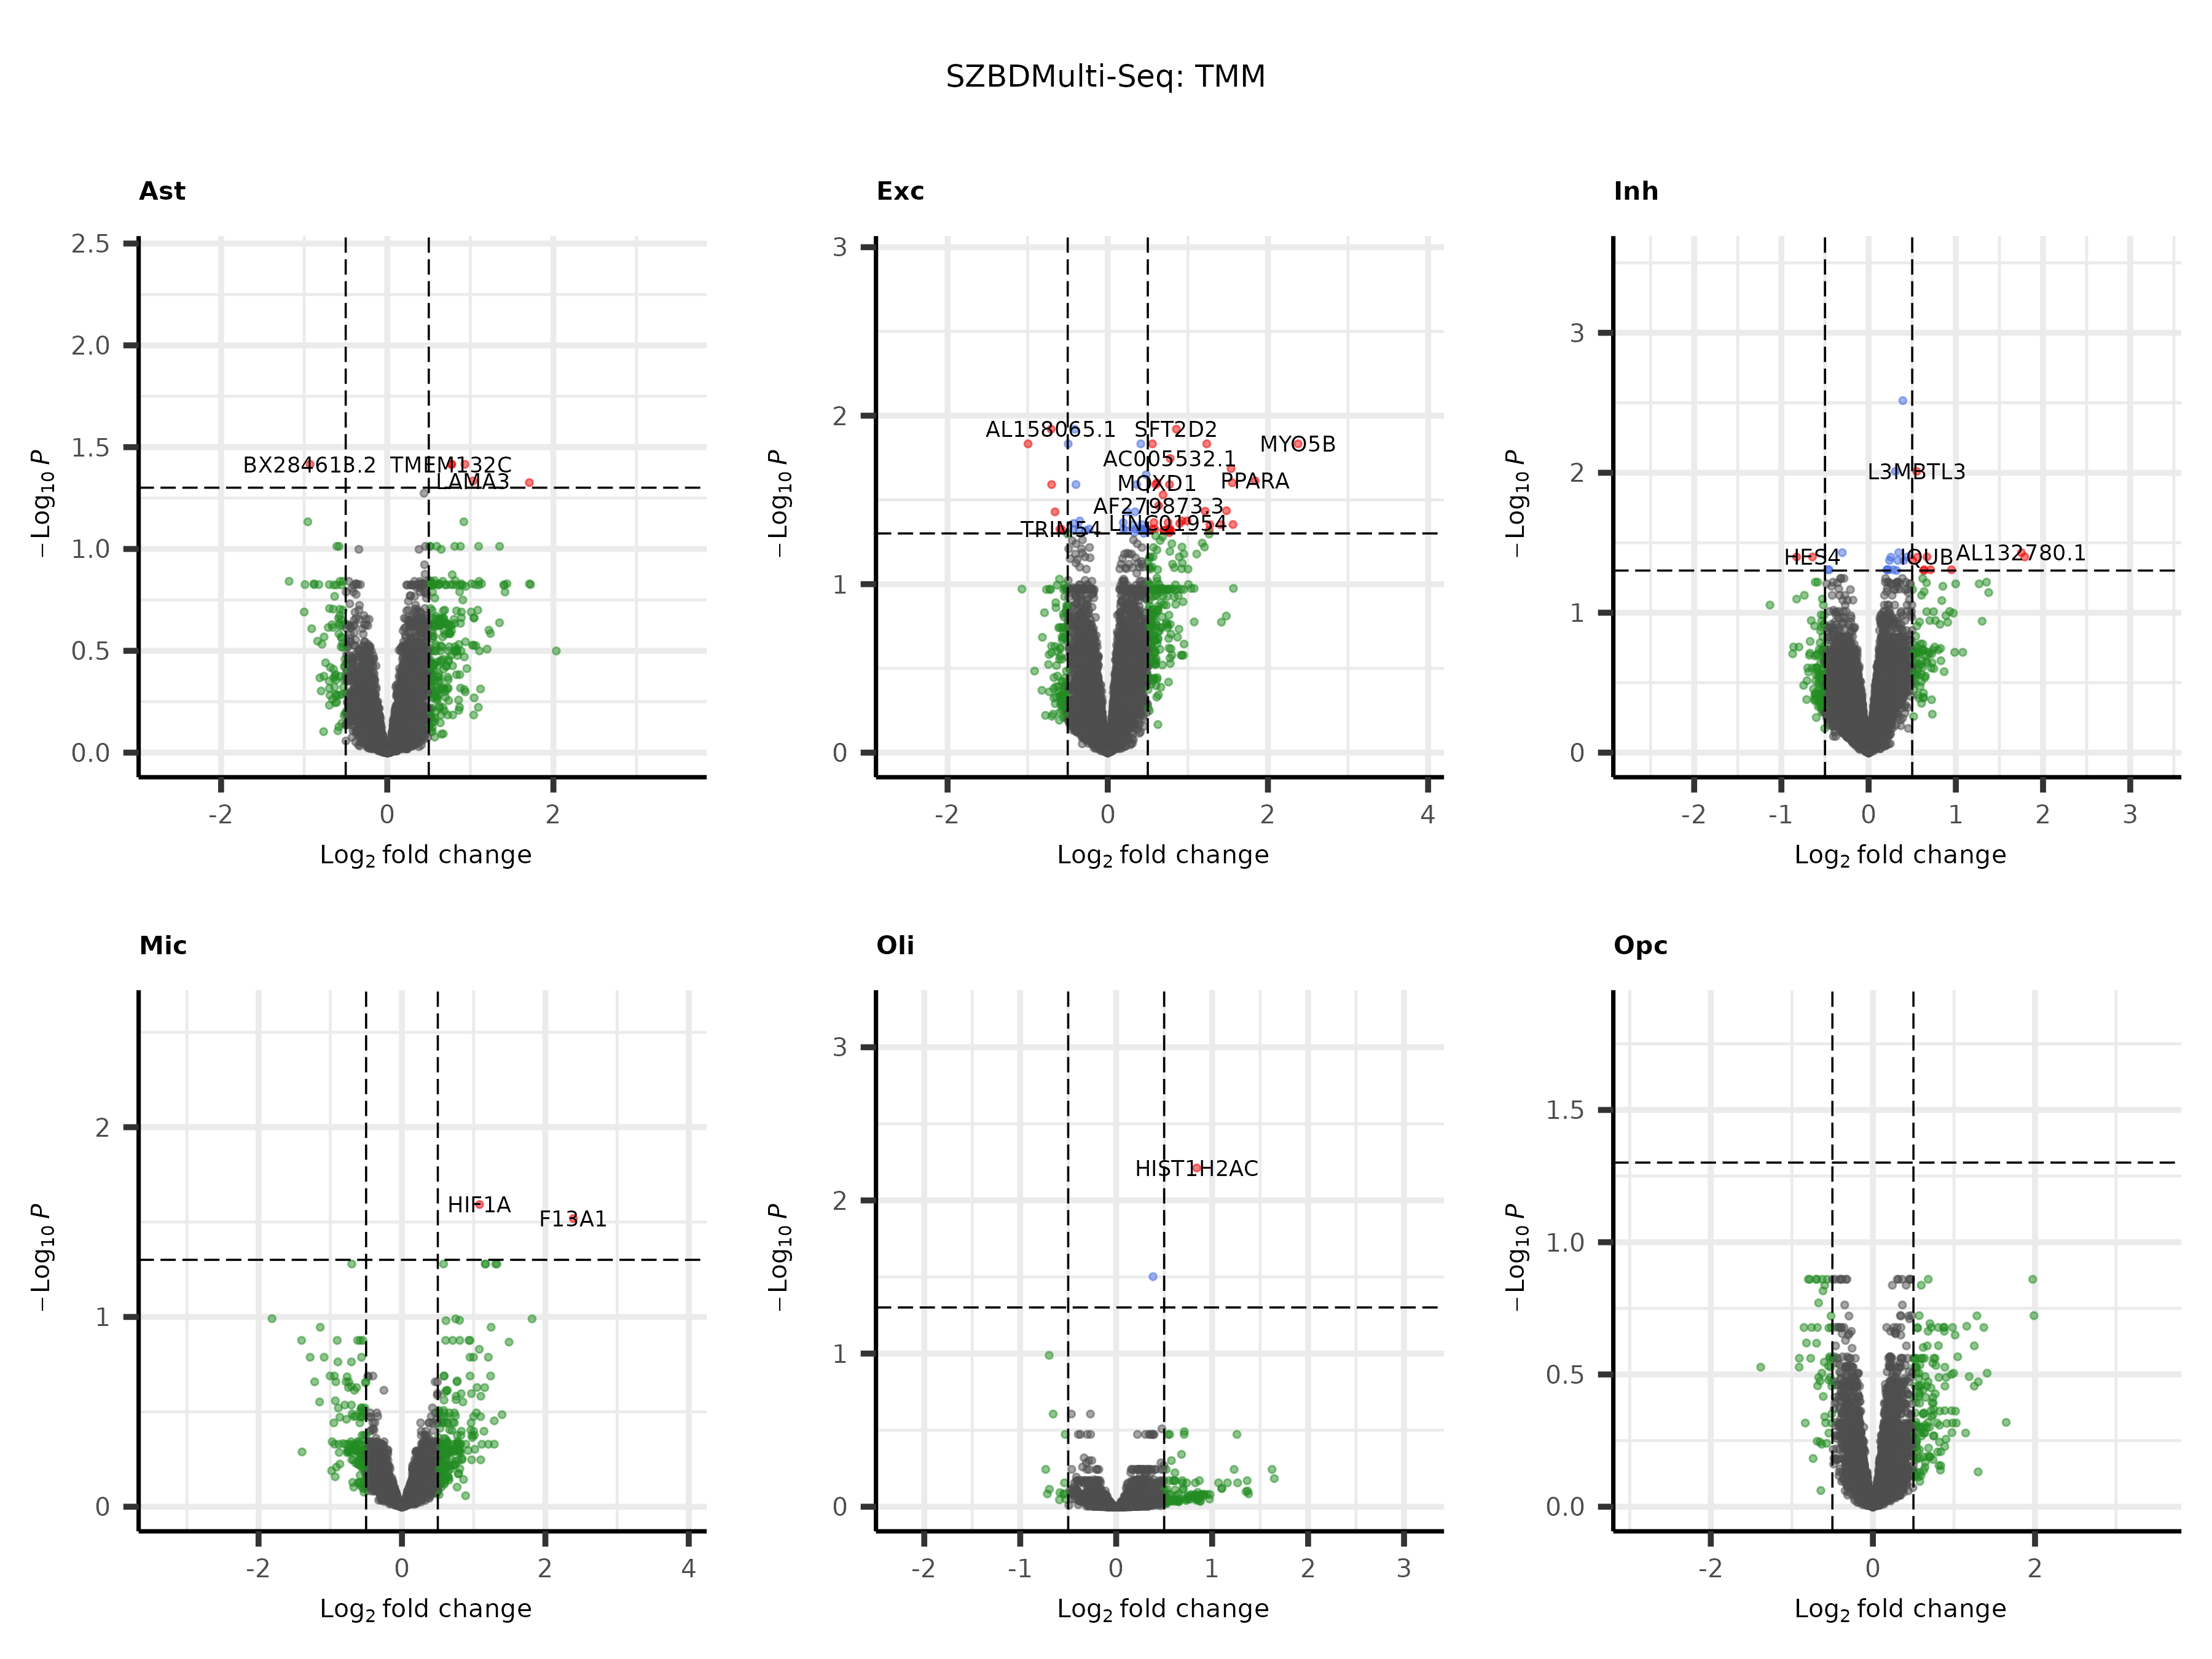 SZBDMulti-Seq: TMM
Ast
2.5
2.0
1.5
1.0
0.5
0.0
-2
0
2
−Log10 P
Log2 fold change
BX284613.2
TMEM132C
LAMA3
Exc
3
2
1
0
-2
0
2
4
−Log10 P
Log2 fold change
AL158065.1
SFT2D2
MYO5B
AC005532.1
MOXD1
PPARA
AF279873.3
LINC01954
TRIM54
Inh
3
2
1
0
-2
-1
0
1
2
3
−Log10 P
Log2 fold change
L3MBTL3
HES4
IQUB
AL132780.1
Mic
2
1
0
-2
0
2
4
−Log10 P
Log2 fold change
HIF1A
F13A1
Oli
3
2
1
0
-2
-1
0
1
2
3
−Log10 P
Log2 fold change
HIST1H2AC
Opc
1.5
1.0
0.5
0.0
-2
0
2
−Log10 P
Log2 fold change